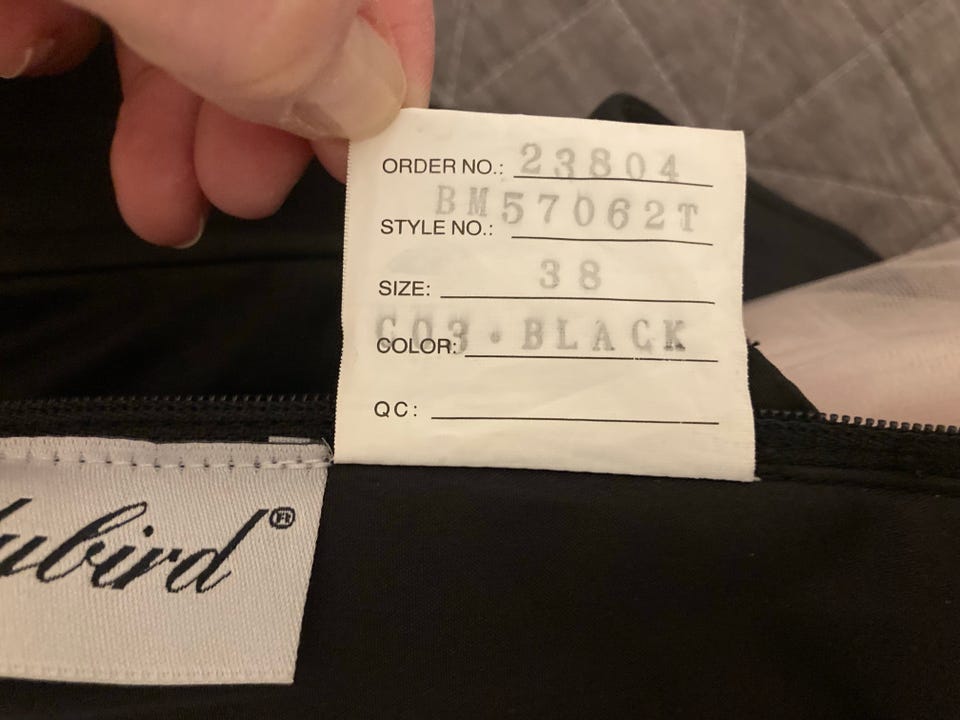 ORDER NO.: 23804
STYLE NO.: BM57062T
SIZE: 38
COLOR: C03·BLACK
QC:
ubird®